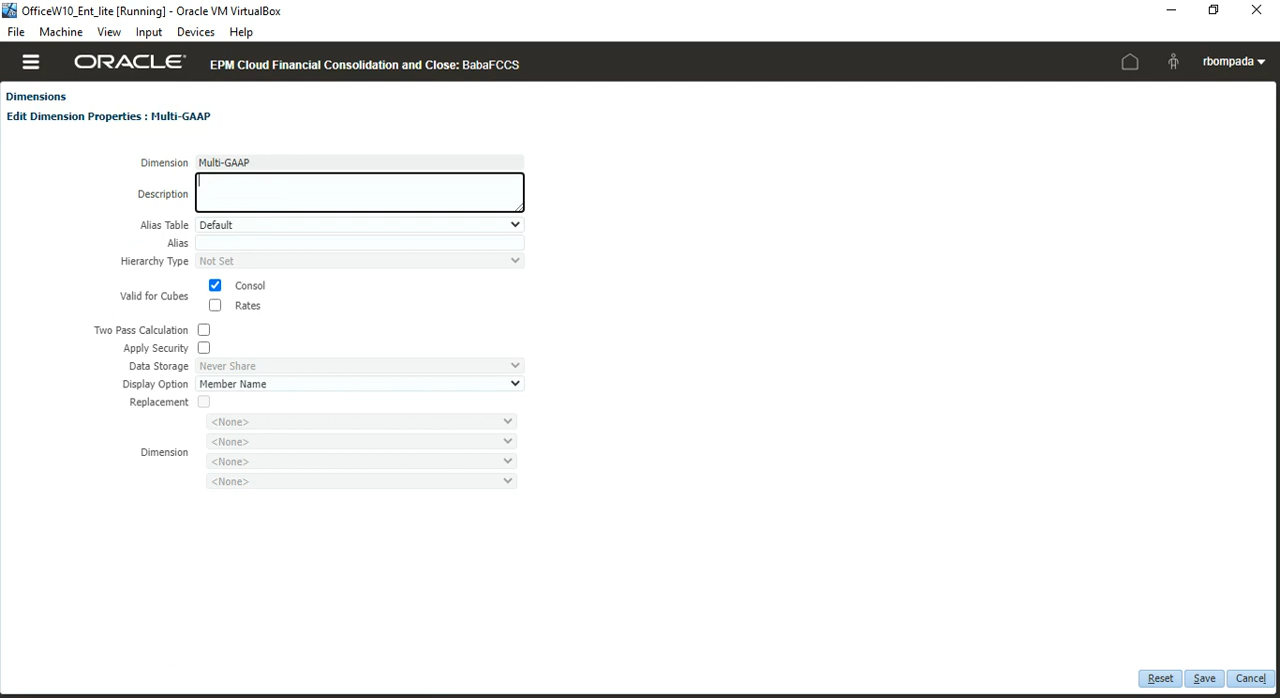 OfficeW10_Ent_lite [Running] - Oracle VM VirtualBox
File Machine View Input Devices Help
ORACLE® EPM Cloud Financial Consolidation and Close: BabaFCCS rbompada
Dimensions
Edit Dimension Properties : Multi-GAAP
Dimension Multi-GAAP
Description
Alias Table Default
Alias
Hierarchy Type Not Set
Valid for Cubes
Consol
Rates
Two Pass Calculation
Apply Security
Data Storage Never Share
Display Option Member Name
Replacement
Dimension
<None>
<None>
<None>
<None>
Reset Save Cancel